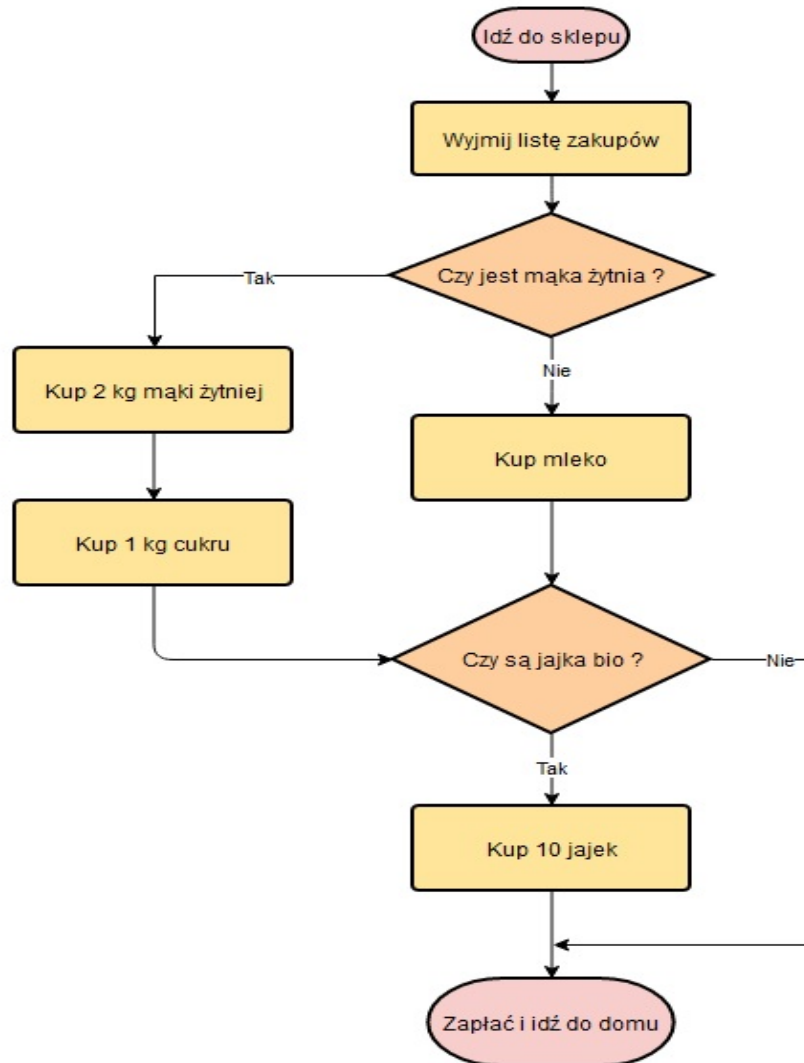 Idź do sklepu
Wyjmij listę zakupów
Czy jest mąka żytnia ?
Tak
Nie
Kup 2 kg mąki żytniej
Kup mleko
Kup 1 kg cukru
Czy są jajka bio ?
Nie
Tak
Kup 10 jajek
Zapłać i idź do domu